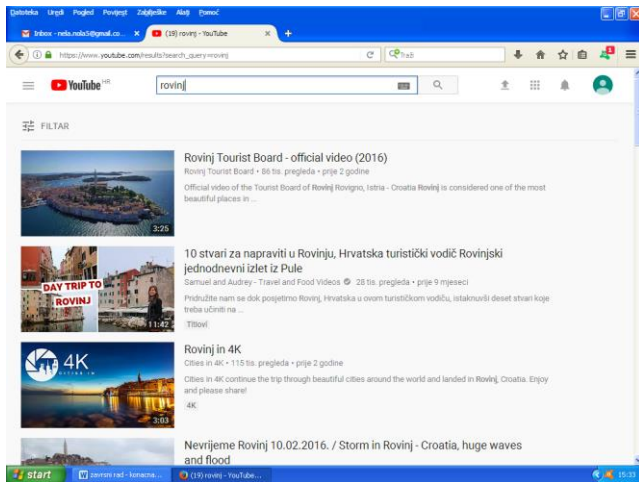 Datoteka Uredi Pogled Povijest Zabilješke Alati Pomoć
Inbox - nela.nola5@gmail.co... × (19) rovinj - YouTube × +
https://www.youtube.com/results?search_query=rovinj Traži
YouTube HR rovinj
FILTAR
Rovinj Tourist Board - official video (2016)
Rovinj Tourist Board • 86 tis. pregleda • prije 2 godine
Official video of the Tourist Board of Rovinj Rovigno, Istria - Croatia Rovinj is considered one of the most
beautiful places in ...
3:25
10 stvari za napraviti u Rovinju, Hrvatska turistički vodič Rovinjski
jednodnevni izlet iz Pule
Samuel and Audrey - Travel and Food Videos 28 tis. pregleda • prije 9 mjeseci
Pridružite nam se dok posjetimo Rovinj, Hrvatska u ovom turističkom vodiču, istaknuvši deset stvari koje
treba učiniti na ...
Titlovi
DAY TRIP TO
ROVINJ
11:42
Rovinj in 4K
Cities in 4K • 115 tis. pregleda • prije 2 godine
Cities in 4K continue the trip through beautiful cities around the world and landed in Rovinj, Croatia. Enjoy
and please share!
4K
4K
CITIES IN
3:03
Nevrijeme Rovinj 10.02.2016. / Storm in Rovinj - Croatia, huge waves
and flood
start zavrsni rad - konacna... (19) rovinj - YouTube... 15:33